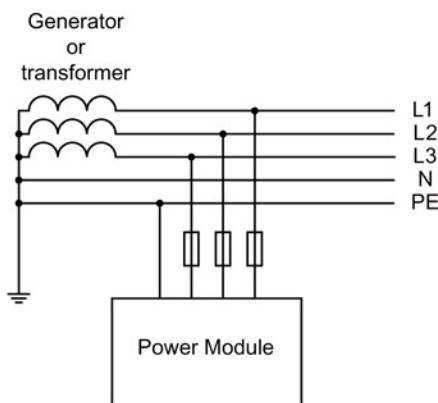 Generator
or
transformer
L1
L2
L3
N
PE
Power Module